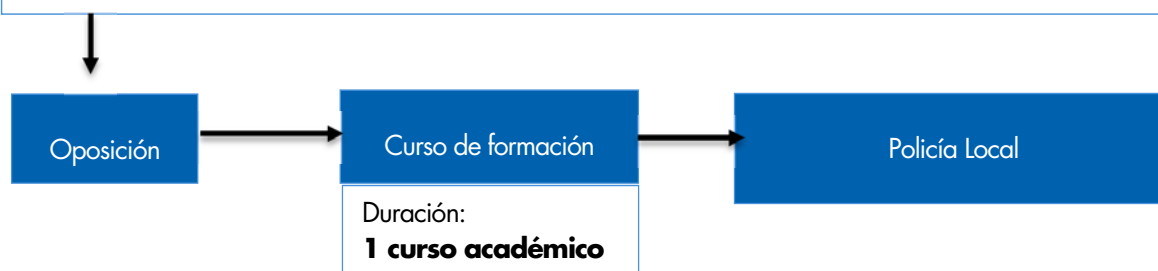 Oposición
Curso de formación
Policía Local
Duración:
1 curso académico